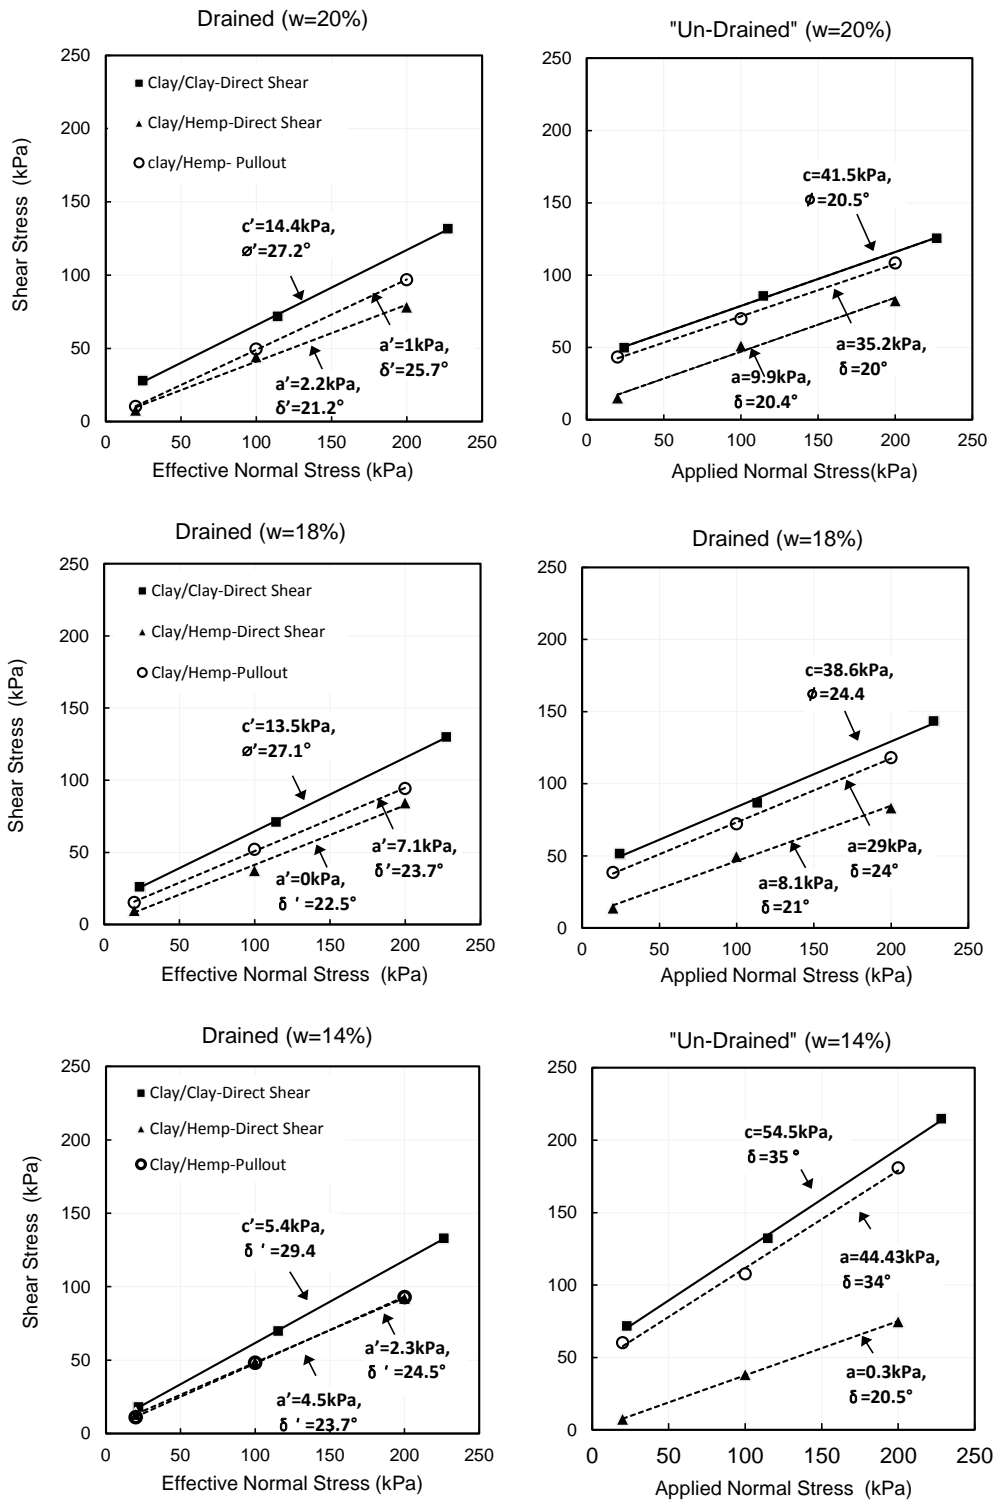 Drained (w=20%)
250
200
150
100
50
0
Shear Stress (kPa)
■ Clay/Clay-Direct Shear
▲ Clay/Hemp-Direct Shear
clay/Hemp- Pullout
c’=14.4kPa,
ø’=27.2°
a’=1kPa,
δ’=25.7°
a’=2.2kPa,
δ’=21.2°
0 50 100 150 200 250
Effective Normal Stress (kPa)
"Un-Drained" (w=20%)
250
200
150
100
50
0
c=41.5kPa,
ø=20.5°
a=35.2kPa,
δ=20°
a=9.9kPa,
δ=20.4°
0 50 100 150 200 250
Applied Normal Stress(kPa)
Drained (w=18%)
250
200
150
100
50
0
Shear Stress (kPa)
Clay/Clay-Direct Shear
Clay/Hemp-Direct Shear
Clay/Hemp-Pullout
c’=13.5kPa,
ø’=27.1°
a’=7.1kPa,
δ’=23.7°
a’=0kPa,
δ ′=22.5°
0 50 100 150 200 250
Effective Normal Stress (kPa)
Drained (w=18%)
250
200
150
100
50
0
c=38.6kPa,
ø=24.4
a=29kPa,
δ=24°
a=8.1kPa,
δ=21°
0 50 100 150 200 250
Applied Normal Stress (kPa)
Drained (w=14%)
250
200
150
100
50
0
Shear Stress (kPa)
Clay/Clay-Direct Shear
Clay/Hemp-Direct Shear
Clay/Hemp-Pullout
c’=5.4kPa,
δ ′=29.4
a’=2.3kPa,
δ ′=24.5°
a’=4.5kPa,
δ ′=23.7°
0 50 100 150 200 250
Effective Normal Stress (kPa)
"Un-Drained" (w=14%)
250
200
150
100
50
0
c=54.5kPa,
δ=35 °
a=44.43kPa,
δ=34°
a=0.3kPa,
δ=20.5°
0 50 100 150 200 250
Applied Normal Stress (kPa)